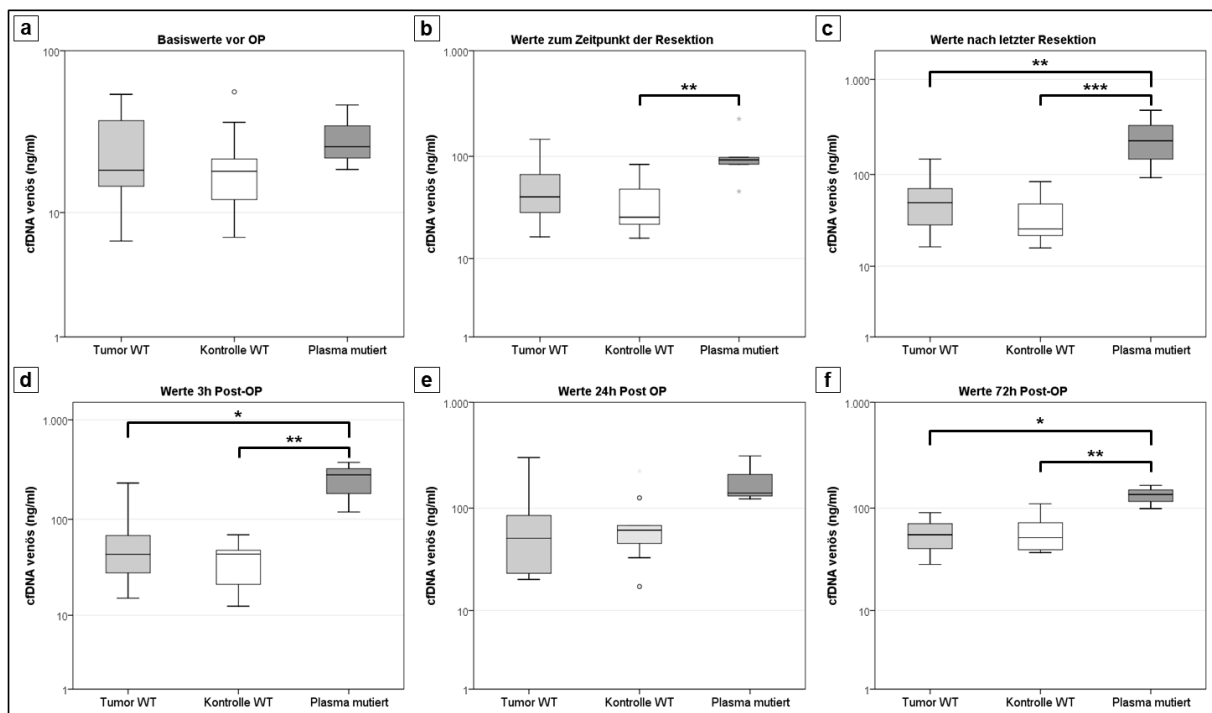 a
Basiswerte vor OP
cfDNA venös (ng/ml)
100
10
1
Tumor WT Kontrolle WT Plasma mutiert
b
Werte zum Zeitpunkt der Resektion
cfDNA venös (ng/ml)
1.000
100
10
1
**
Tumor WT Kontrolle WT Plasma mutiert
c
Werte nach letzter Resektion
cfDNA venös (ng/ml)
1.000
100
10
1
**
***
Tumor WT Kontrolle WT Plasma mutiert
d
Werte 3h Post-OP
cfDNA venös (ng/ml)
1.000
100
10
1
*
**
Tumor WT Kontrolle WT Plasma mutiert
e
Werte 24h Post OP
cfDNA venös (ng/ml)
1.000
100
10
1
Tumor WT Kontrolle WT Plasma mutiert
f
Werte 72h Post-OP
cfDNA venös (ng/ml)
1.000
100
10
1
*
**
Tumor WT Kontrolle WT Plasma mutiert